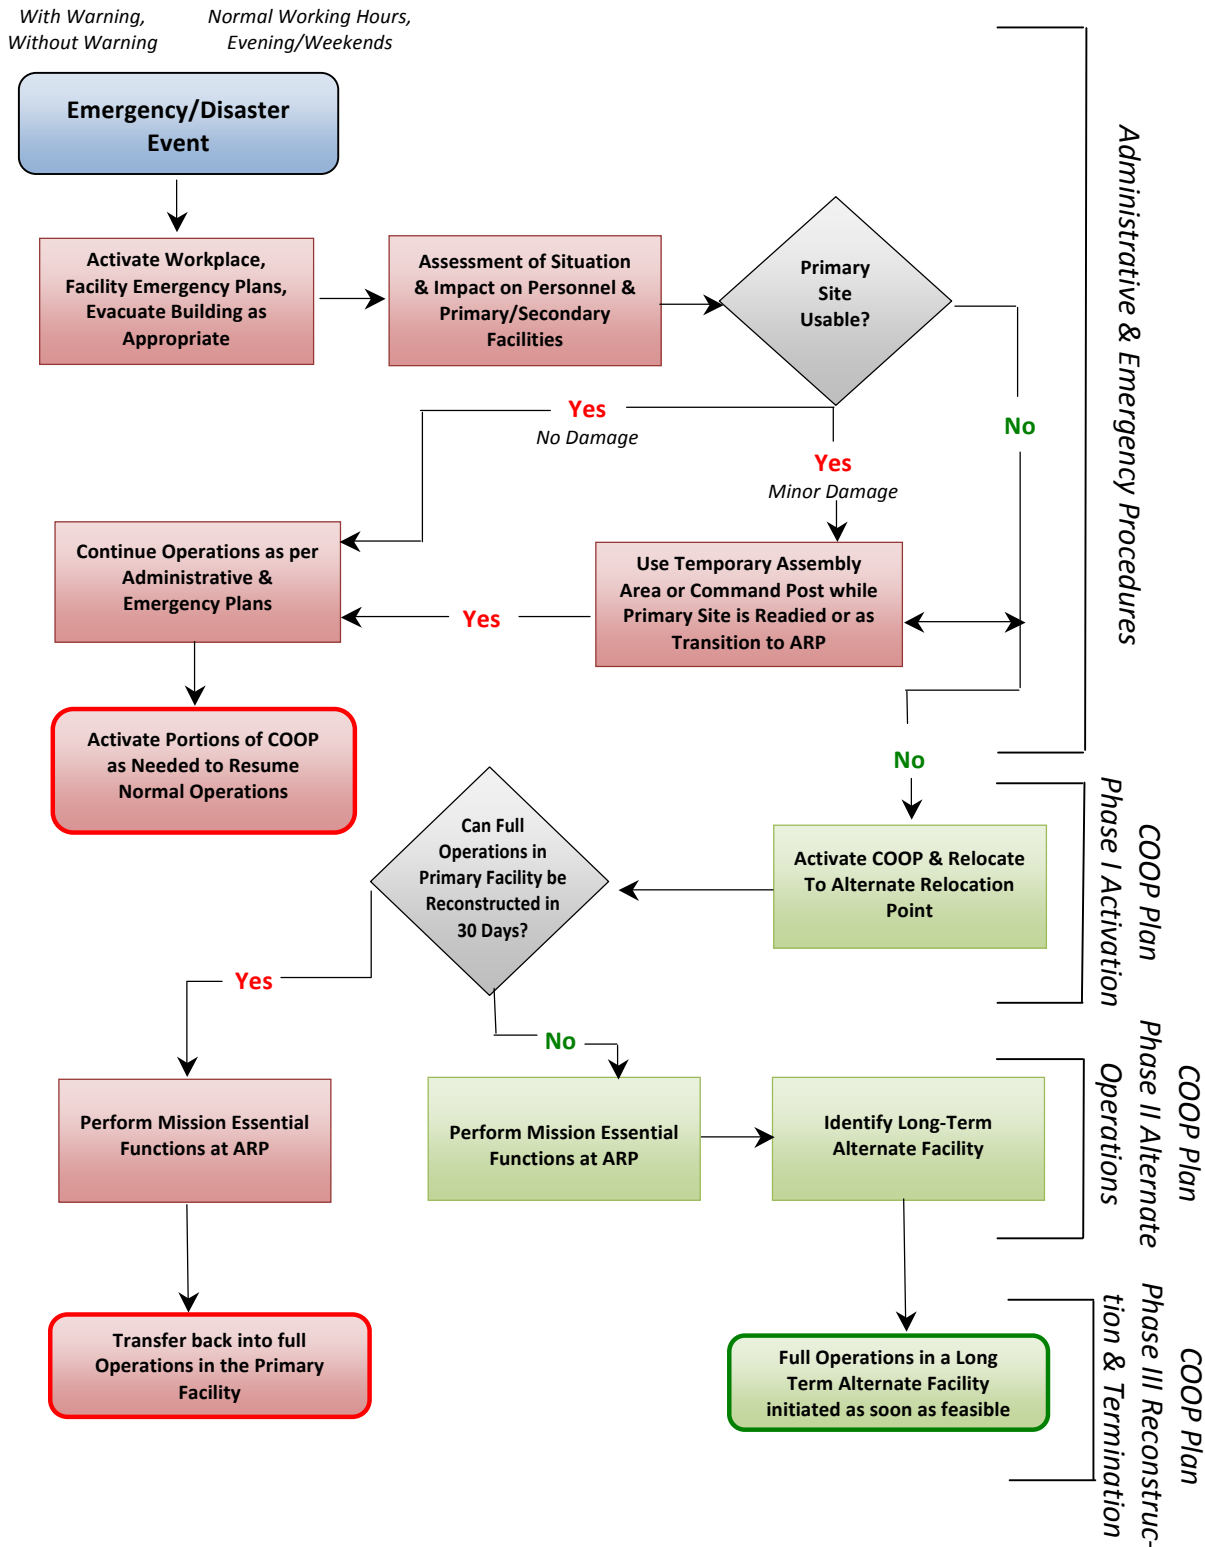 With Warning,
Without Warning
Normal Working Hours,
Evening/Weekends
Emergency/Disaster
Event
Activate Workplace,
Facility Emergency Plans,
Evacuate Building as
Appropriate
Assessment of Situation
& Impact on Personnel &
Primary/Secondary
Facilities
Primary
Site
Usable?
Yes
No Damage
Yes
Minor Damage
No
Continue Operations as per
Administrative &
Emergency Plans
Yes
Use Temporary Assembly
Area or Command Post while
Primary Site is Readied or as
Transition to ARP
Activate Portions of COOP
as Needed to Resume
Normal Operations
No
Administrative & Emergency Procedures
Can Full
Operations in
Primary Facility be
Reconstructed in
30 Days?
Activate COOP & Relocate
To Alternate Relocation
Point
COOP Plan
Phase I Activation
Yes
No
Perform Mission Essential
Functions at ARP
Perform Mission Essential
Functions at ARP
Identify Long-Term
Alternate Facility
COOP Plan
Phase II Alternate
Operations
Transfer back into full
Operations in the Primary
Facility
Full Operations in a Long
Term Alternate Facility
initiated as soon as feasible
COOP Plan
Phase III Reconstruc-
tion & Termination